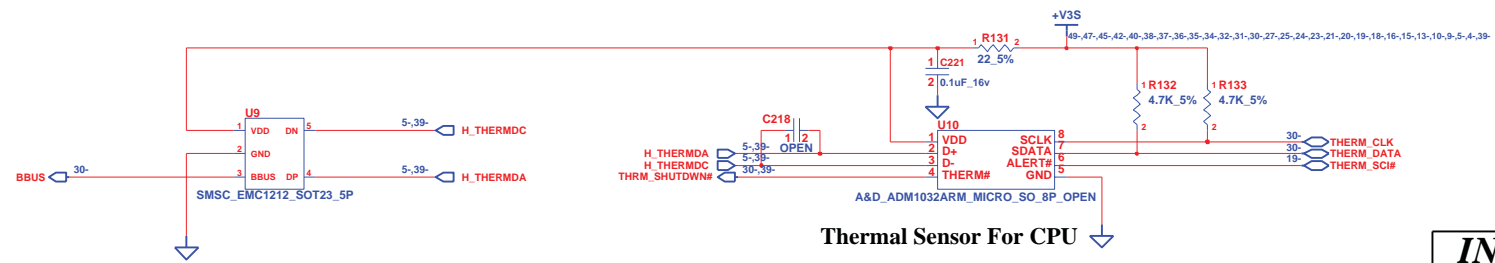 +V3S
49-,47-,45-,42-,40-,38-,37-,36-,35-,34-,32-,31-,30-,27-,25-,24-,23-,21-,20-,19-,18-,16-,15-,13-,10-,9-,5-,4-,39-
R131
1 2
22_5%
1 C221
2 0.1uF_16v
1 R132
4.7K_5%
2
1 R133
4.7K_5%
2
U9
1 VDD DN 5 5-,39- H_THERMDC
2 GND
BBUS 30- 3 BBUS DP 4 5-,39- H_THERMDA
SMSC_EMC1212_SOT23_5P
C218
1 2
OPEN
U10
1 VDD SCLK 8 30- THERM_CLK
H_THERMDA 5-,39- 2 D+ SDATA 7 30- THERM_DATA
H_THERMDC 5-,39- 3 D- ALERT# 6 19- THERM_SCI#
THRM_SHUTDWN# 30-,39- 4 THERM# GND 5
A&D_ADM1032ARM_MICRO_SO_8P_OPEN
Thermal Sensor For CPU
IN